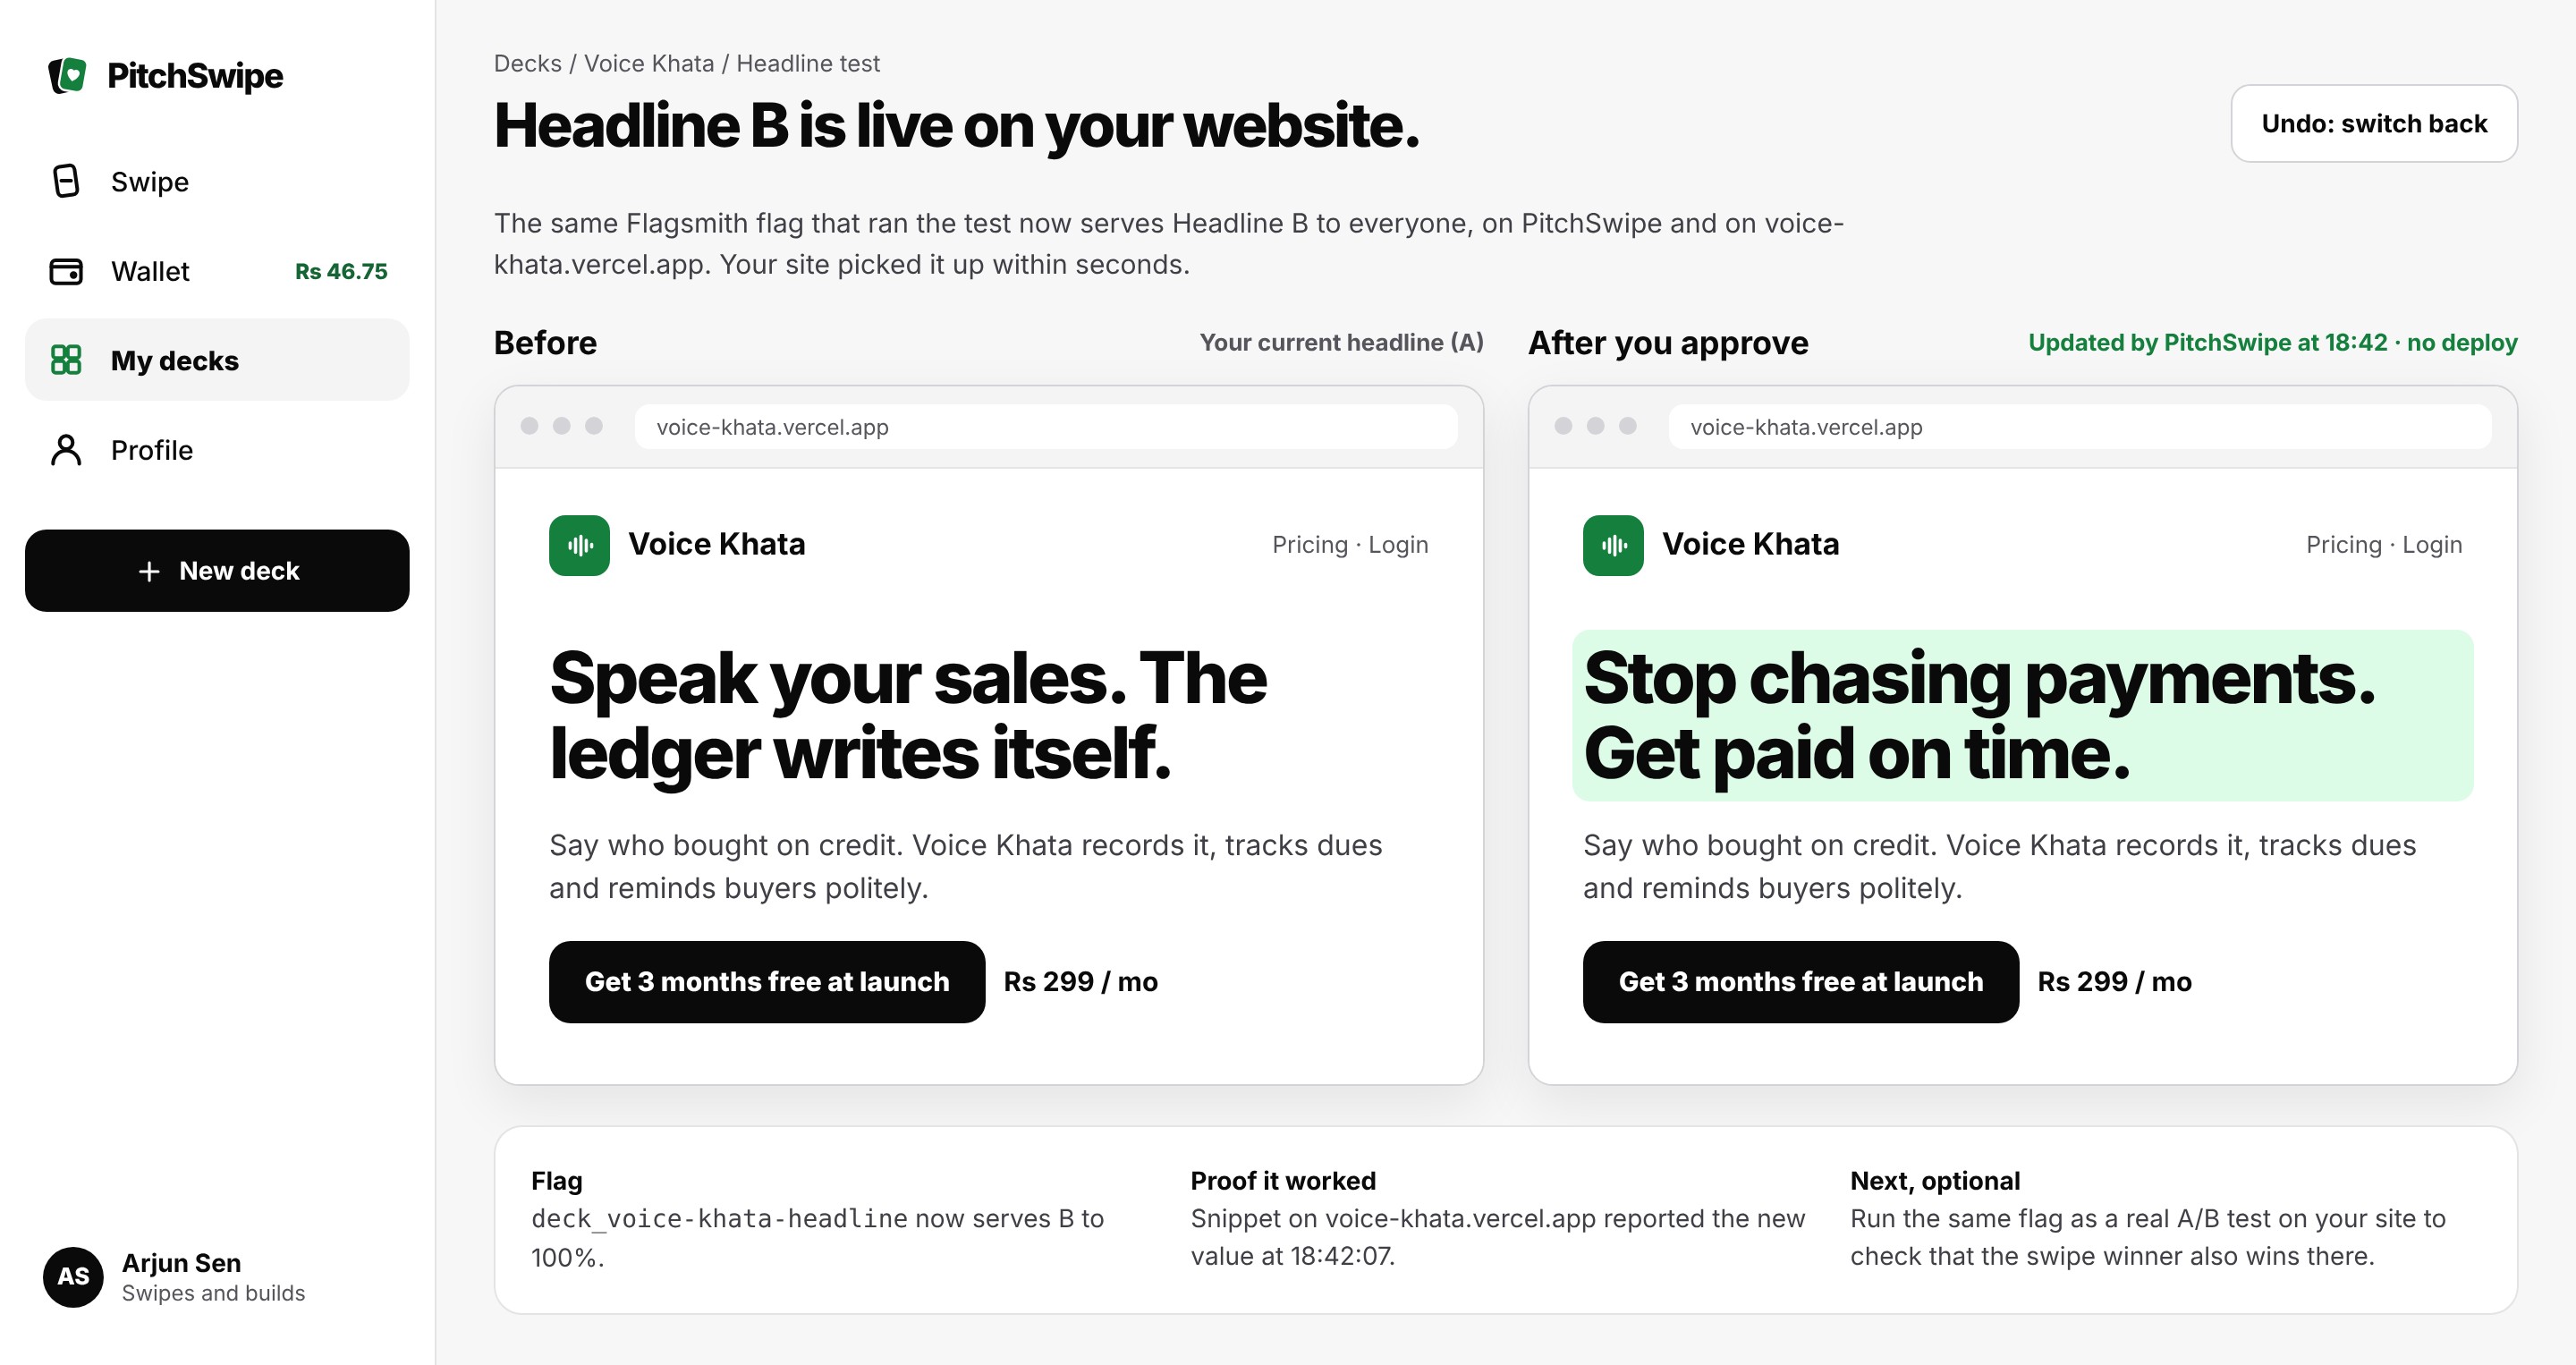 PitchSwipe
Swipe
Wallet
Rs 46.75
My decks
Profile
New deck
AS
Arjun Sen
Swipes and builds
Decks / Voice Khata / Headline test
Headline B is live on your website.
Undo: switch back
The same Flagsmith flag that ran the test now serves Headline B to everyone, on PitchSwipe and on voice-
khata.vercel.app. Your site picked it up within seconds.
Before
Your current headline (A)
voice-khata.vercel.app
Voice Khata
Pricing · Login
Speak your sales. The
ledger writes itself.
Say who bought on credit. Voice Khata records it, tracks dues
and reminds buyers politely.
Get 3 months free at launch
Rs 299 / mo
After you approve
Updated by PitchSwipe at 18:42 · no deploy
voice-khata.vercel.app
Voice Khata
Pricing · Login
Stop chasing payments.
Get paid on time.
Say who bought on credit. Voice Khata records it, tracks dues
and reminds buyers politely.
Get 3 months free at launch
Rs 299 / mo
Flag
deck_voice-khata-headline now serves B to
100%.
Proof it worked
Snippet on voice-khata.vercel.app reported the new
value at 18:42:07.
Next, optional
Run the same flag as a real A/B test on your site to
check that the swipe winner also wins there.